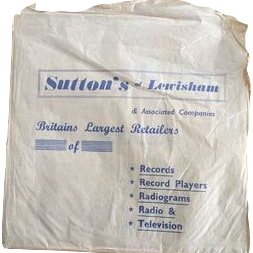 Sutton's of Lewisham
& Associated Companies
Britains Largest Retailers
of
★ Records
★ Record Players
★ Radiograms
★ Radio &
★ Television